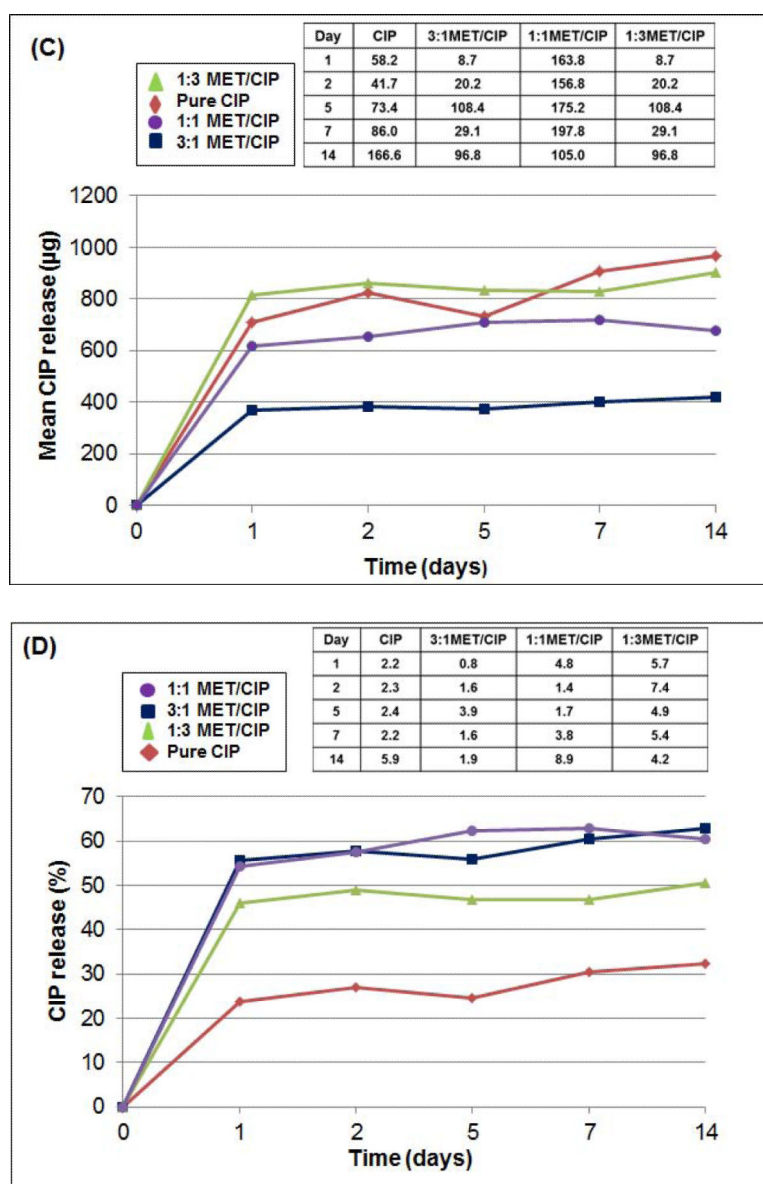 (C)
Day CIP 3:1MET/CIP 1:1MET/CIP 1:3MET/CIP
1 58.2 8.7 163.8 8.7
2 41.7 20.2 156.8 20.2
5 73.4 108.4 175.2 108.4
7 86.0 29.1 197.8 29.1
14 166.6 96.8 105.0 96.8
1:3 MET/CIP
Pure CIP
1:1 MET/CIP
3:1 MET/CIP
Mean CIP release (µg)
1200
1000
800
600
400
200
0
0 1 2 5 7 14
Time (days)
(D)
Day CIP 3:1MET/CIP 1:1MET/CIP 1:3MET/CIP
1 2.2 0.8 4.8 5.7
2 2.3 1.6 1.4 7.4
5 2.4 3.9 1.7 4.9
7 2.2 1.6 3.8 5.4
14 5.9 1.9 8.9 4.2
1:1 MET/CIP
3:1 MET/CIP
1:3 MET/CIP
Pure CIP
CIP release (%)
70
60
50
40
30
20
10
0
0 1 2 5 7 14
Time (days)